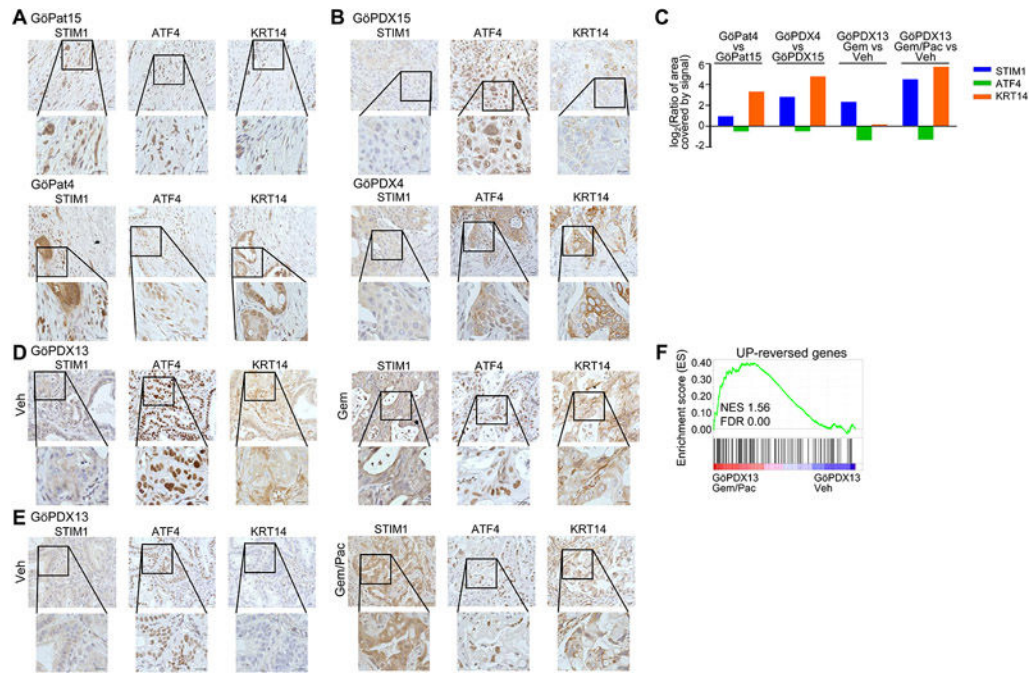 A
GöPat15
STIM1 ATF4 KRT14
GöPat4
STIM1 ATF4 KRT14
B
GöPDX15
STIM1 ATF4 KRT14
GöPDX4
STIM1 ATF4 KRT14
C
GöPat4 vs GöPat15
GöPDX4 vs GöPDX15
GöPDX13 Gem vs Veh
GöPDX13 Gem/Pac vs Veh
log2(Ratio of area
covered by signal)
6
4
2
0
-2
STIM1
ATF4
KRT14
D
GöPDX13
Veh
STIM1 ATF4 KRT14
Gem
STIM1 ATF4 KRT14
E
GöPDX13
Veh
STIM1 ATF4 KRT14
Gem/Pac
STIM1 ATF4 KRT14
F
UP-reversed genes
Enrichment score (ES)
0.40
0.30
0.20
0.10
0.00
NES 1.56
FDR 0.00
GöPDX13
Gem/Pac
GöPDX13
Veh